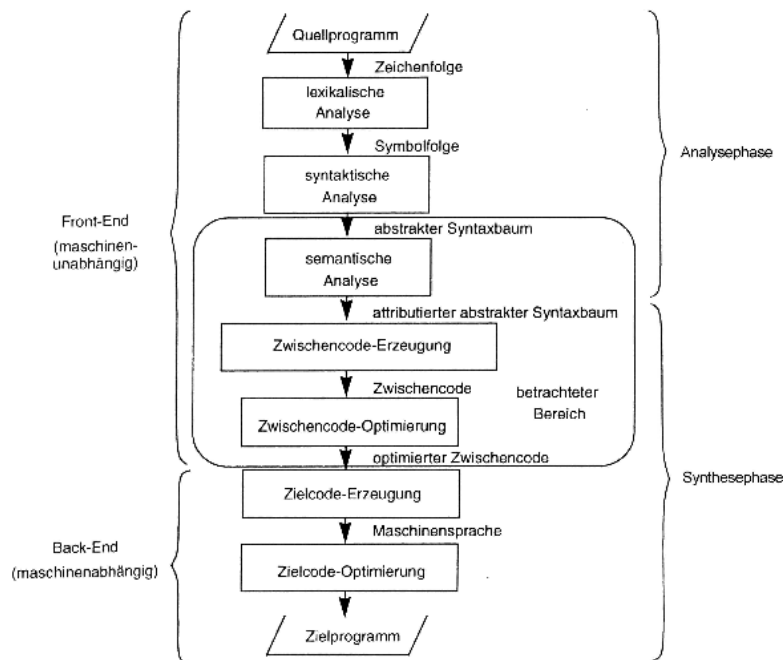 Quellprogramm
Zeichenfolge
lexikalische
Analyse
Symbolfolge
syntaktische
Analyse
abstrakter Syntaxbaum
semantische
Analyse
attributierter abstrakter Syntaxbaum
Zwischencode-Erzeugung
Zwischencode
Zwischencode-Optimierung
optimierter Zwischencode
Zielcode-Erzeugung
Maschinensprache
Zielcode-Optimierung
Zielprogramm
Front-End
(maschinen-
unabhängig)
Back-End
(maschinenabhängig)
betrachteter
Bereich
Analysephase
Synthesephase